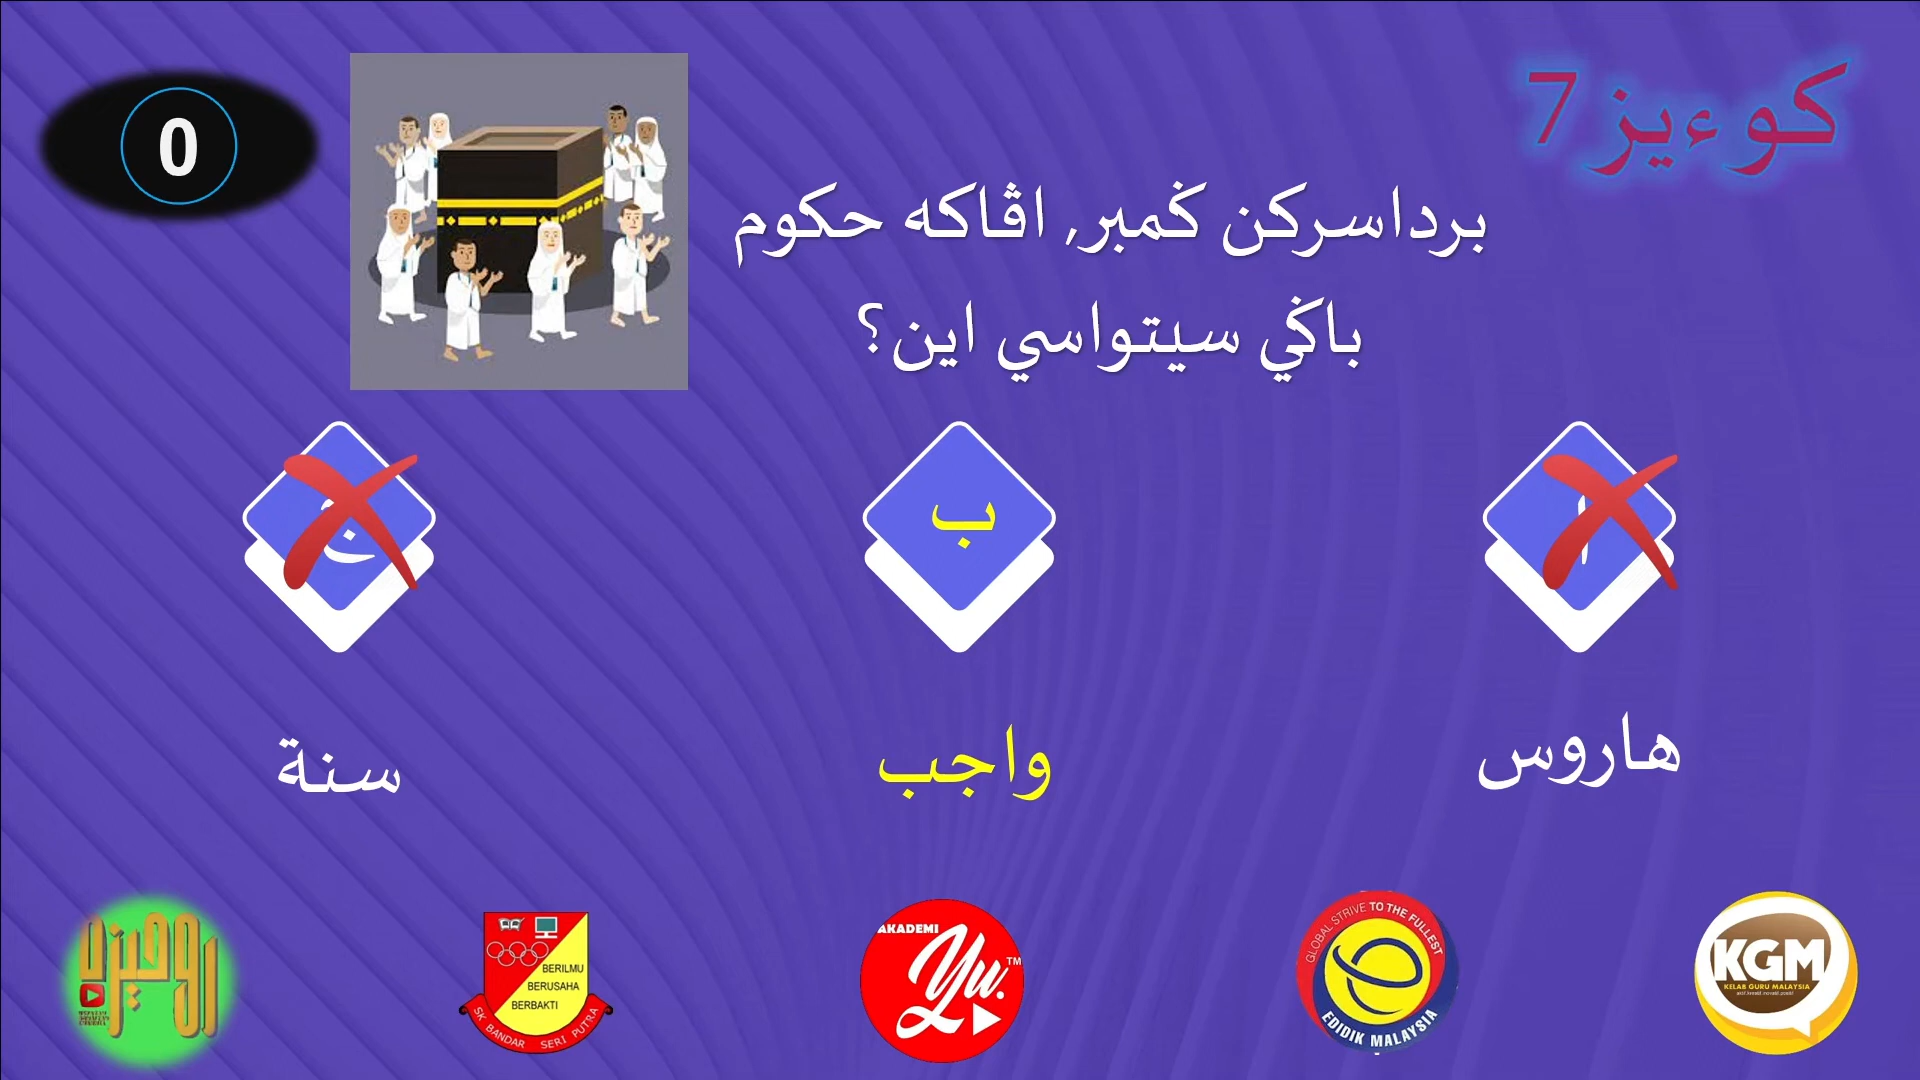 كوءيز 7
0
برداسركن ݢمبر, اڤاكه حكوم
باݢي سيتواسي اين؟
ا
ب
هاروس
واجب
سنة
BERILMU
BERUSAHA
BERBAKTI
SK BANDAR SERI PUTRA
AKADEMI
Yu.
TM
GLOBAL STRIVE TO THE FULLEST
EDIDIK MALAYSIA
KGM
KELAB GURU MALAYSIA